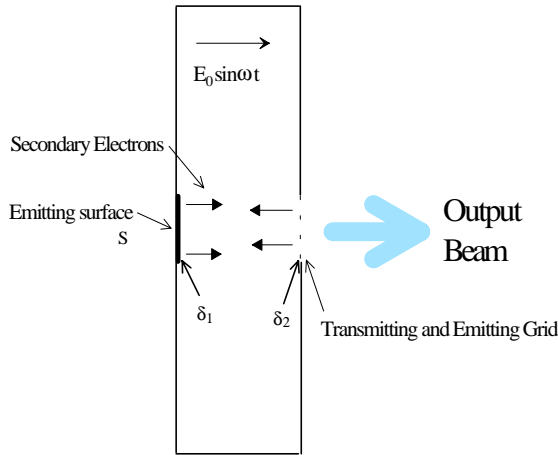 E₀sinωt
Secondary Electrons
Emitting surface
S
Output
Beam
δ₁
δ₂
Transmitting and Emitting Grid